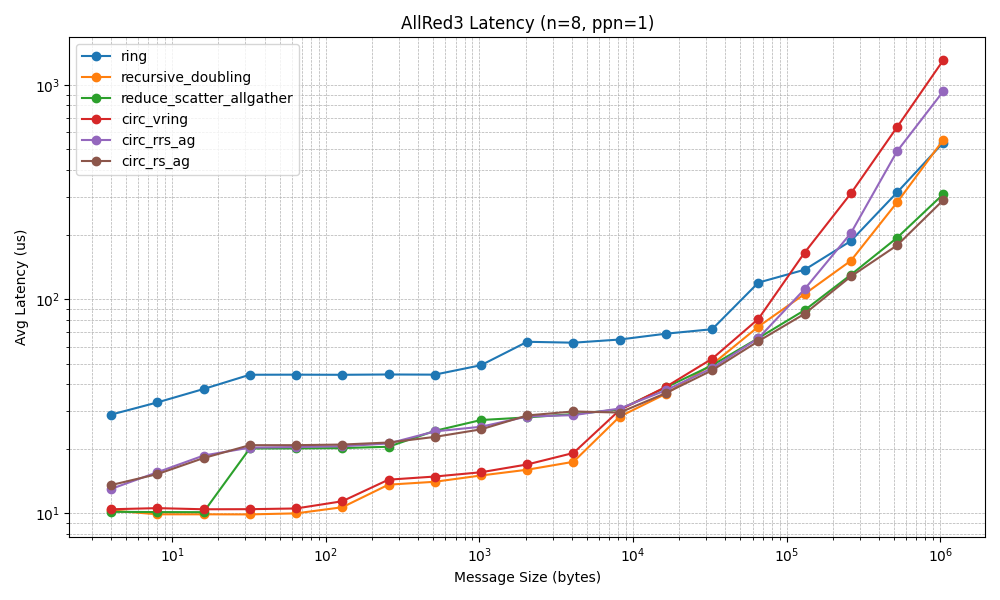 AllRed3 Latency (n=8, ppn=1)
ring
recursive_doubling
reduce_scatter_allgather
circ_vring
circ_rrs_ag
circ_rs_ag
Avg Latency (us)
10³
10²
10¹
10¹ 10² 10³ 10⁴ 10⁵ 10⁶
Message Size (bytes)